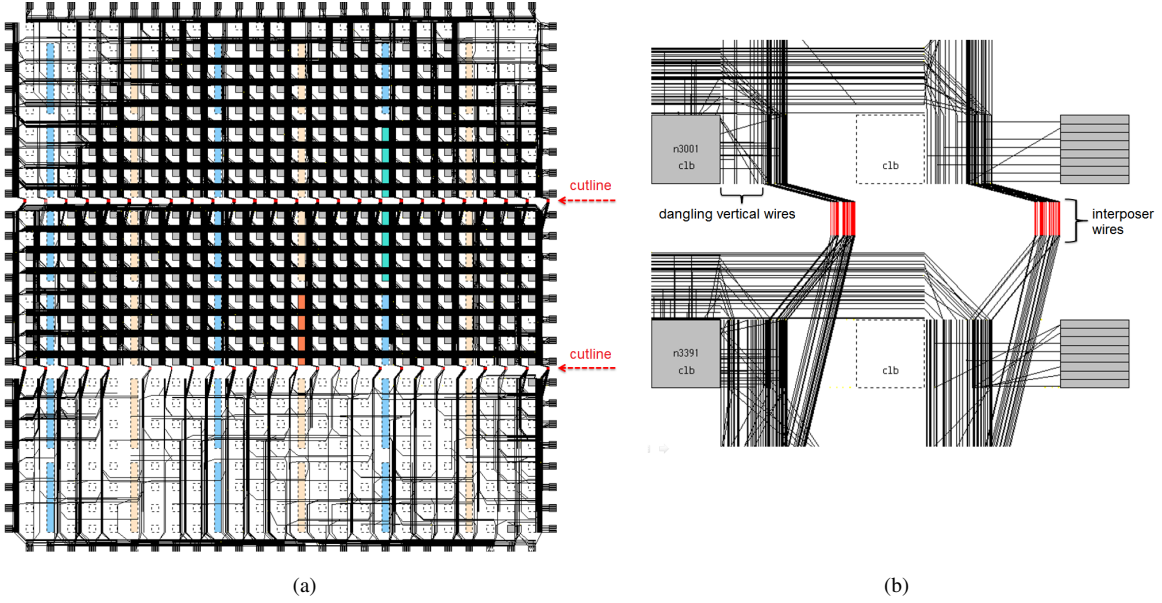 cutline
cutline
(a)
n3001
clb
clb
dangling vertical wires
interposer
wires
n3391
clb
clb
(b)